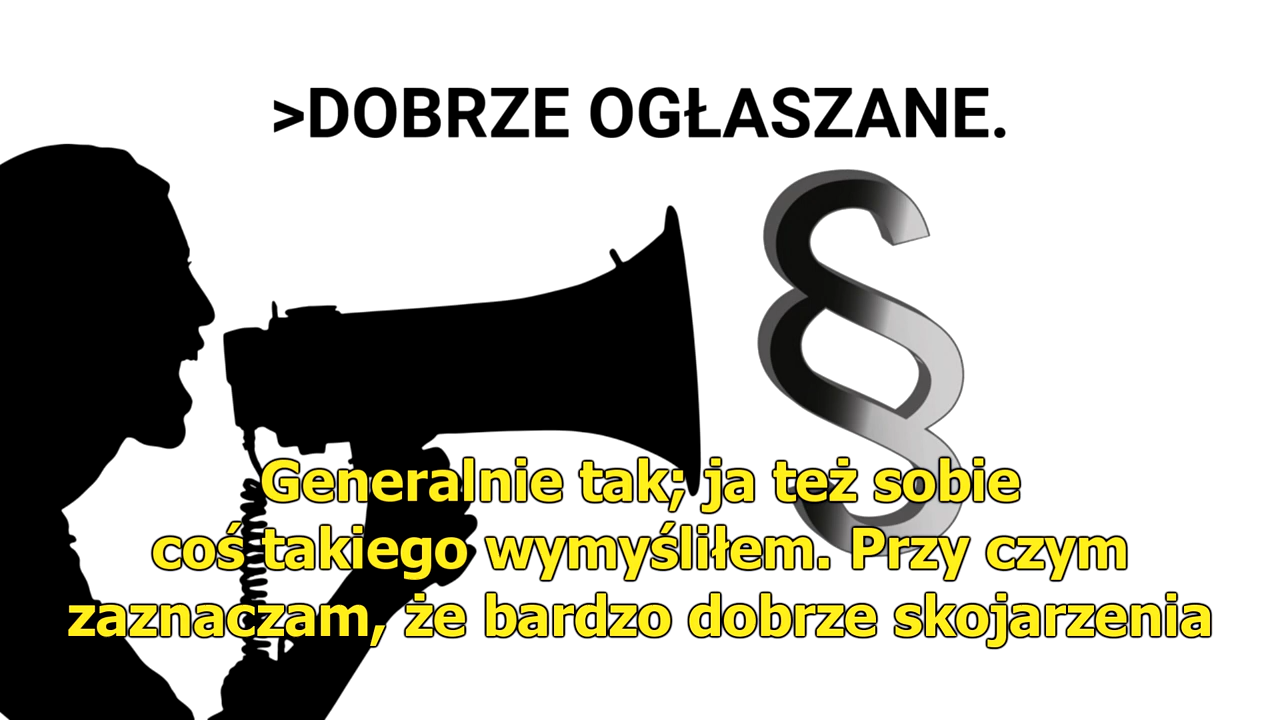 >DOBRZE OGŁASZANE.
§
Generalnie tak; ja też sobie
coś takiego wymyśliłem. Przy czym
zaznaczam, że bardzo dobrze skojarzenia